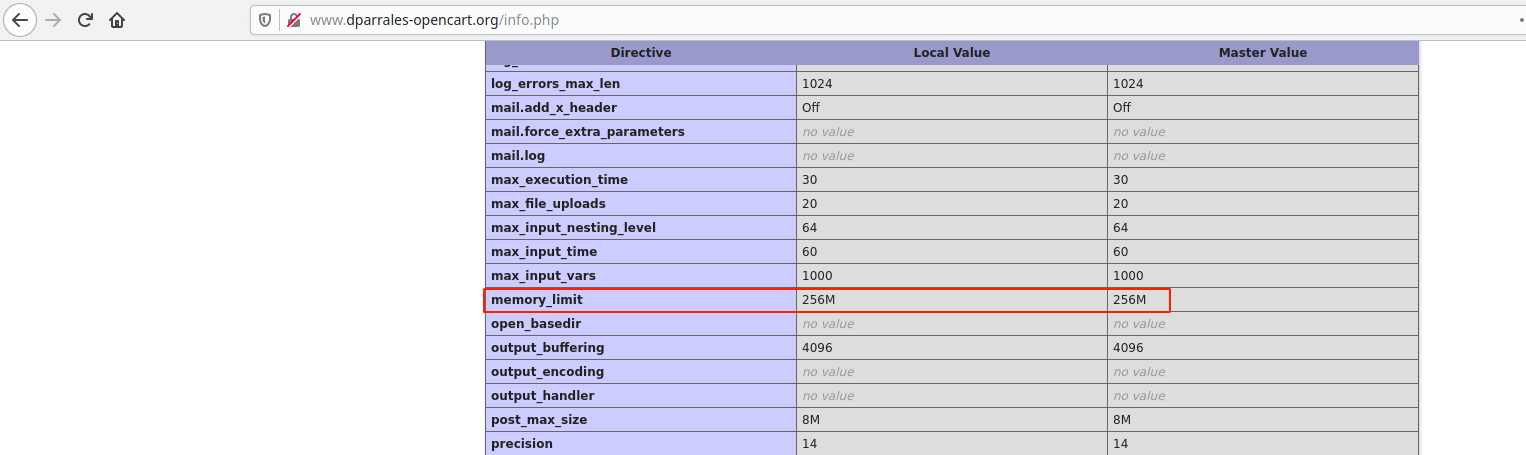 www.dparrales-opencart.org/info.php
Directive Local Value Master Value
log_errors_max_len 1024 1024
mail.add_x_header Off Off
mail.force_extra_parameters no value no value
mail.log no value no value
max_execution_time 30 30
max_file_uploads 20 20
max_input_nesting_level 64 64
max_input_time 60 60
max_input_vars 1000 1000
memory_limit 256M 256M
open_basedir no value no value
output_buffering 4096 4096
output_encoding no value no value
output_handler no value no value
post_max_size 8M 8M
precision 14 14